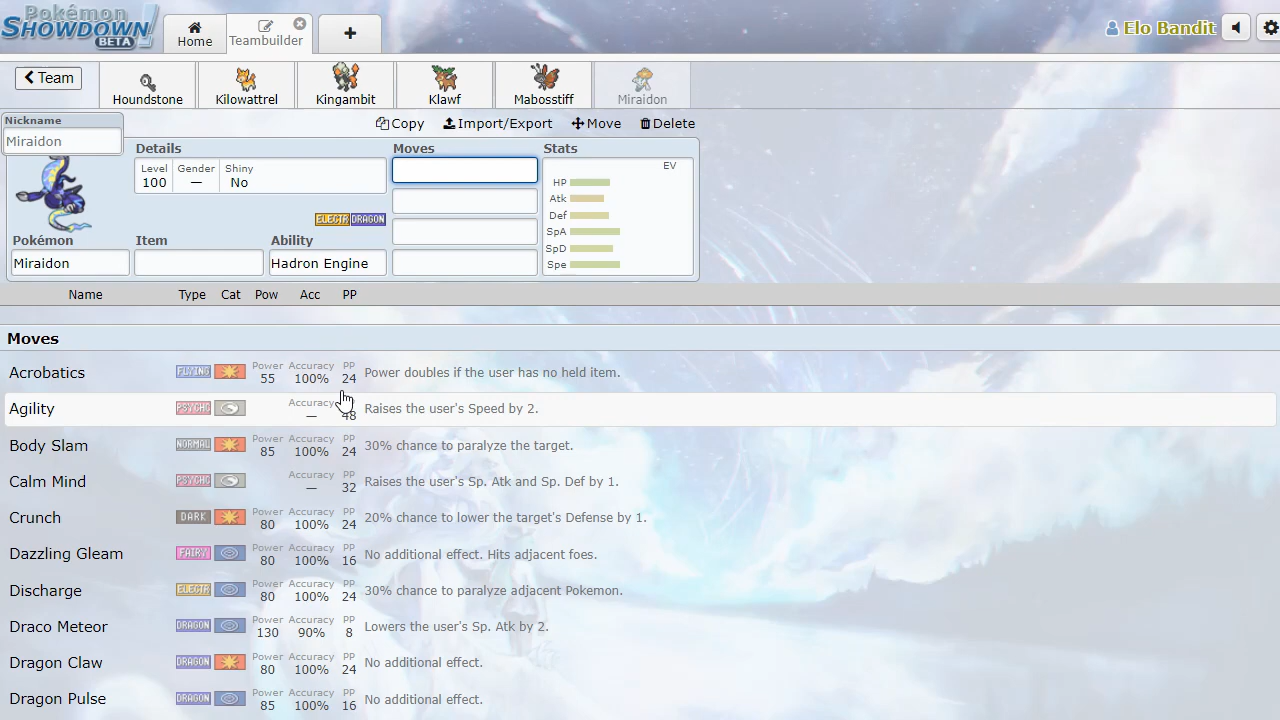 Pokémon
SHOWDOWN!
BETA
Home
Teambuilder
+
Elo Bandit
Team
Houndstone
Kilowattrel
Kingambit
Klawf
Mabosstiff
Miraidon
Nickname
Miraidon
Copy
Import/Export
Move
Delete
Details
Moves
Stats
Level
Gender
Shiny
EV
100
—
No
HP
Atk
Def
SpA
SpD
Spe
ELECTR DRAGON
Pokémon
Item
Ability
Miraidon
Hadron Engine
Name Type Cat Pow Acc PP
Moves
Acrobatics FLYING Power 55 Accuracy 100% PP 24 Power doubles if the user has no held item.
Agility PSYCHC Accuracy — 48 Raises the user's Speed by 2.
Body Slam NORMAL Power 85 Accuracy 100% PP 24 30% chance to paralyze the target.
Calm Mind PSYCHC Accuracy — PP 32 Raises the user's Sp. Atk and Sp. Def by 1.
Crunch DARK Power 80 Accuracy 100% PP 24 20% chance to lower the target's Defense by 1.
Dazzling Gleam FAIRY Power 80 Accuracy 100% PP 16 No additional effect. Hits adjacent foes.
Discharge ELECTR Power 80 Accuracy 100% PP 24 30% chance to paralyze adjacent Pokemon.
Draco Meteor DRAGON Power 130 Accuracy 90% PP 8 Lowers the user's Sp. Atk by 2.
Dragon Claw DRAGON Power 80 Accuracy 100% PP 24 No additional effect.
Dragon Pulse DRAGON Power 85 Accuracy 100% PP 16 No additional effect.